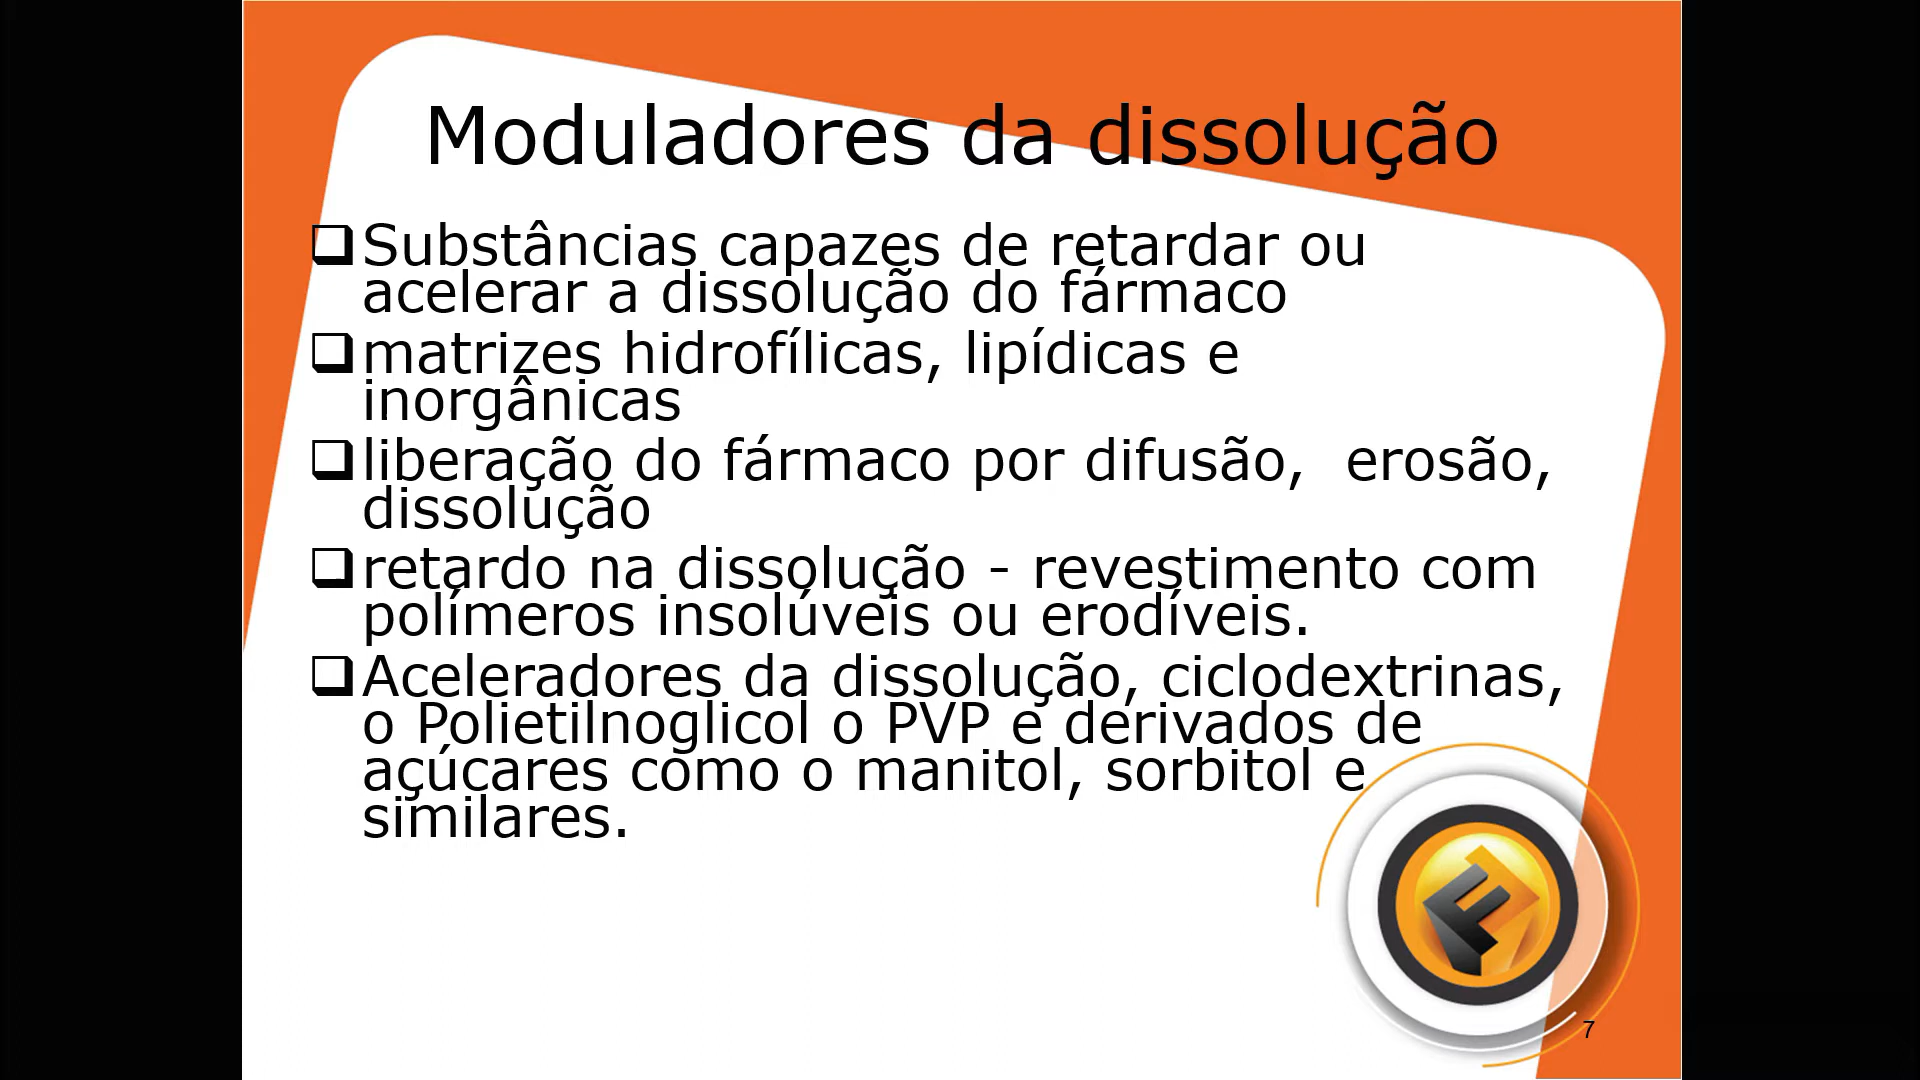 Moduladores da dissolução
Substâncias capazes de retardar ou
acelerar a dissolução do fármaco
matrizes hidrofílicas, lipídicas e
inorgânicas
liberação do fármaco por difusão,  erosão,
dissolução
retardo na dissolução - revestimento com
polímeros insolúveis ou erodíveis.
Aceleradores da dissolução, ciclodextrinas,
o Polietilnoglicol o PVP e derivados de
açúcares como o manitol, sorbitol e
similares.
7